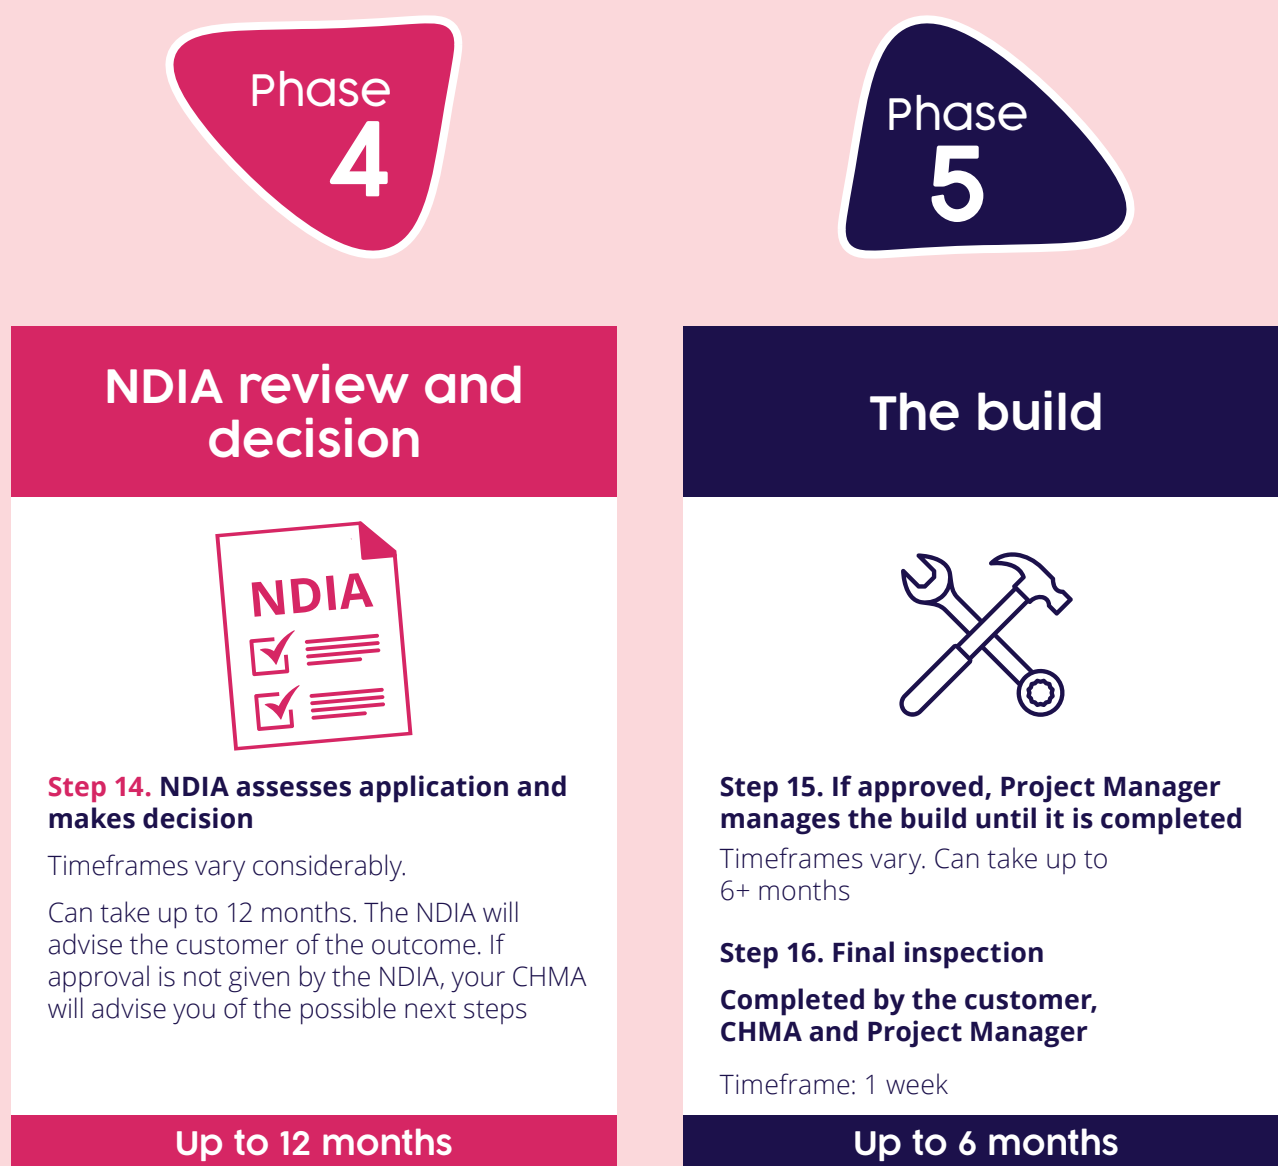 Phase
4
NDIA review and
decision
NDIA
Step 14. NDIA assesses application and
makes decision
Timeframes vary considerably.
Can take up to 12 months. The NDIA will
advise the customer of the outcome. If
approval is not given by the NDIA, your CHMA
will advise you of the possible next steps
Up to 12 months
Phase
5
The build
Step 15. If approved, Project Manager
manages the build until it is completed
Timeframes vary. Can take up to
6+ months
Step 16. Final inspection
Completed by the customer,
CHMA and Project Manager
Timeframe: 1 week
Up to 6 months